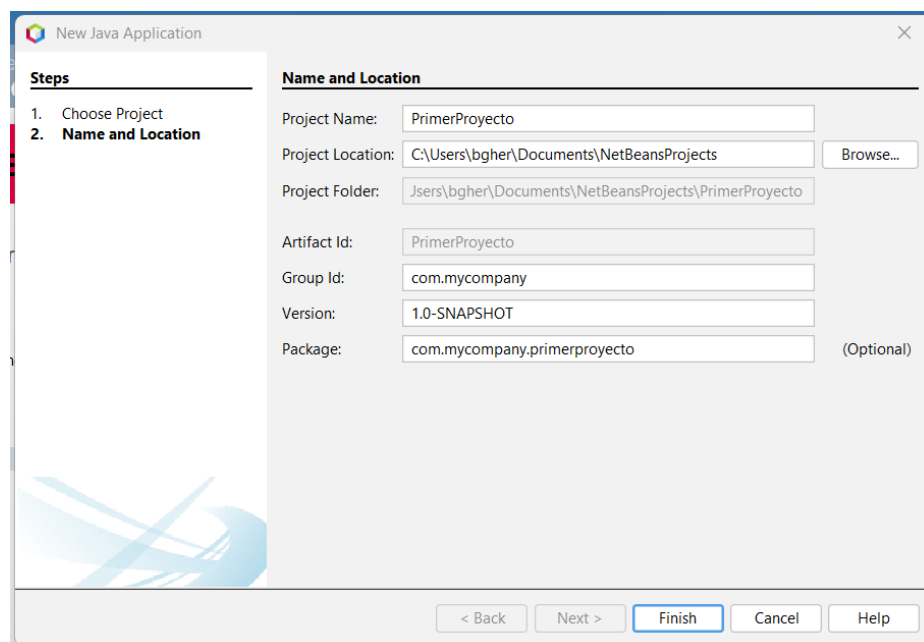 New Java Application
Steps
1. Choose Project
2. Name and Location
Name and Location
Project Name: PrimerProyecto
Project Location: C:\Users\bgher\Documents\NetBeansProjects Browse...
Project Folder: Jsers\bgher\Documents\NetBeansProjects\PrimerProyecto
Artifact Id: PrimerProyecto
Group Id: com.mycompany
Version: 1.0-SNAPSHOT
Package: com.mycompany.primerproyecto (Optional)
< Back Next > Finish Cancel Help